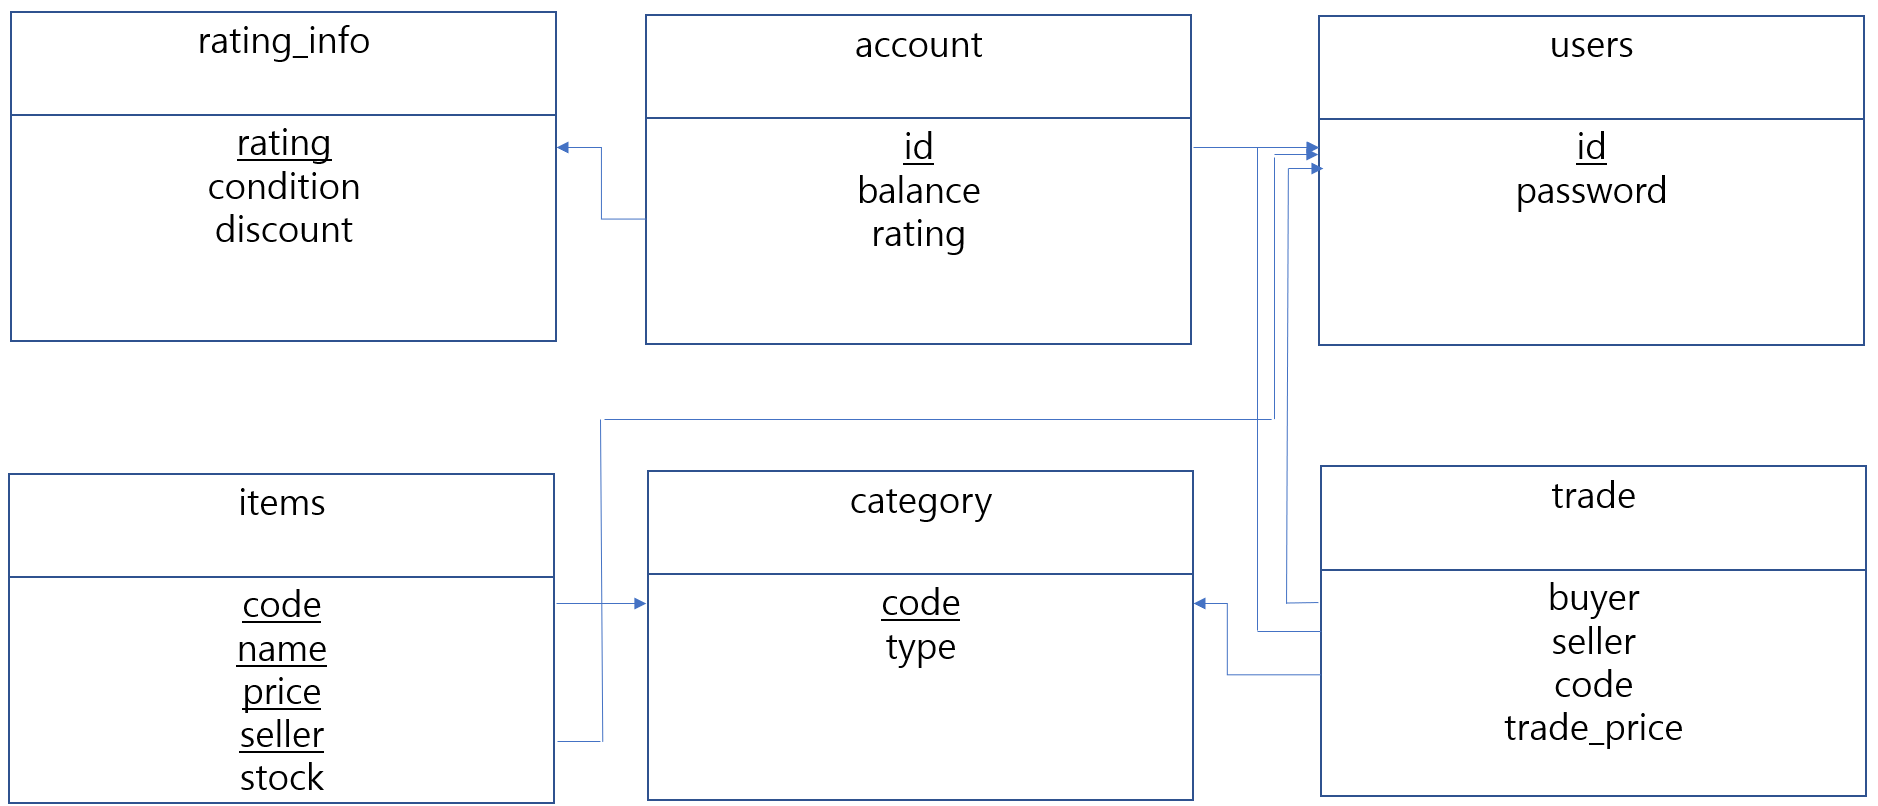 rating_info
rating
condition
discount
account
id
balance
rating
users
id
password
items
code
name
price
seller
stock
category
code
type
trade
buyer
seller
code
trade_price